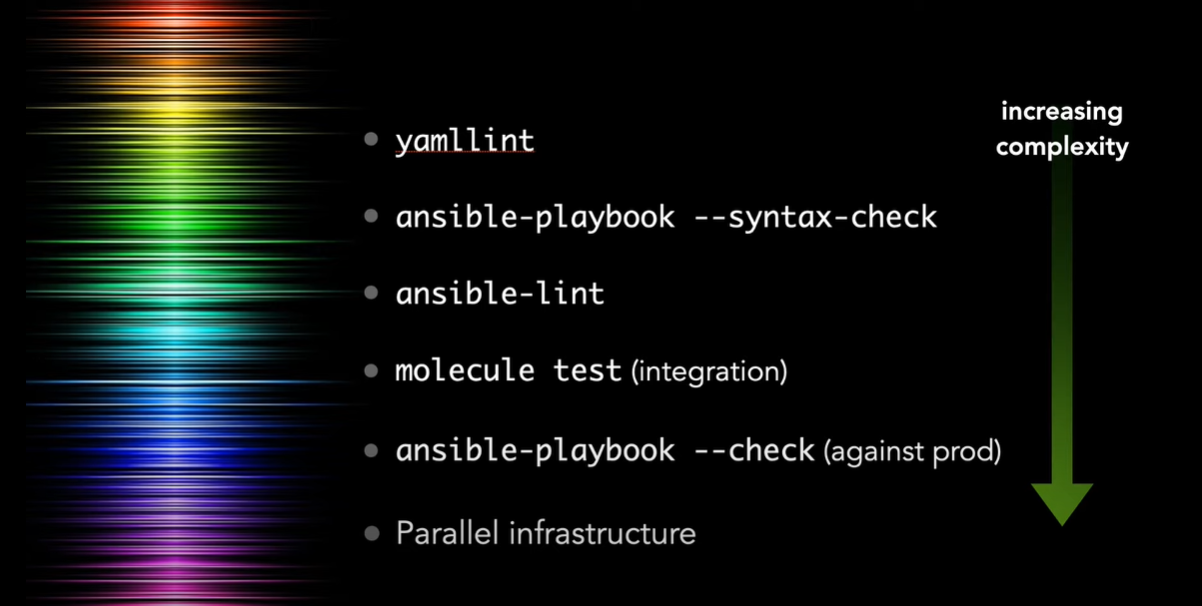 increasing
complexity
yamllint
ansible-playbook --syntax-check
ansible-lint
molecule test (integration)
ansible-playbook --check (against prod)
Parallel infrastructure